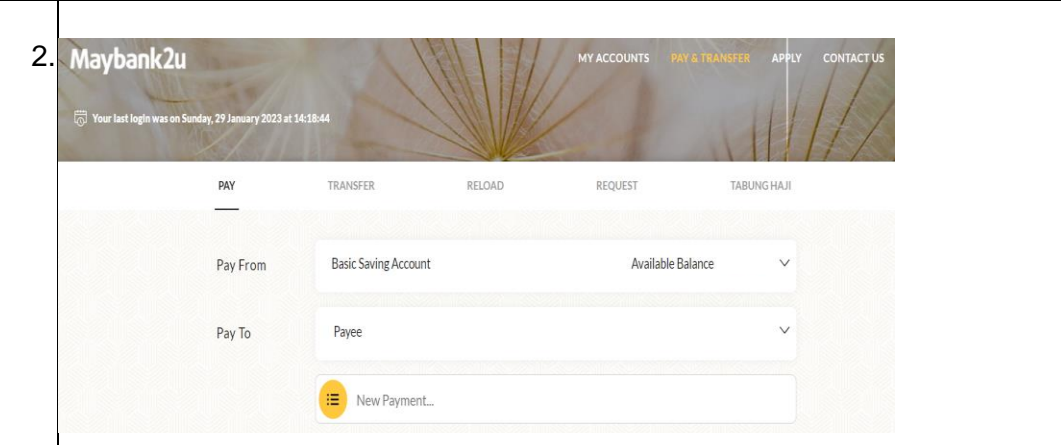 2.
Maybank2u
MY ACCOUNTS PAY & TRANSFER APPLY CONTACT US
Your last login was on Sunday, 29 January 2023 at 14:18:44
PAY TRANSFER RELOAD REQUEST TABUNG HAJI
Pay From Basic Saving Account Available Balance
Pay To Payee
New Payment...